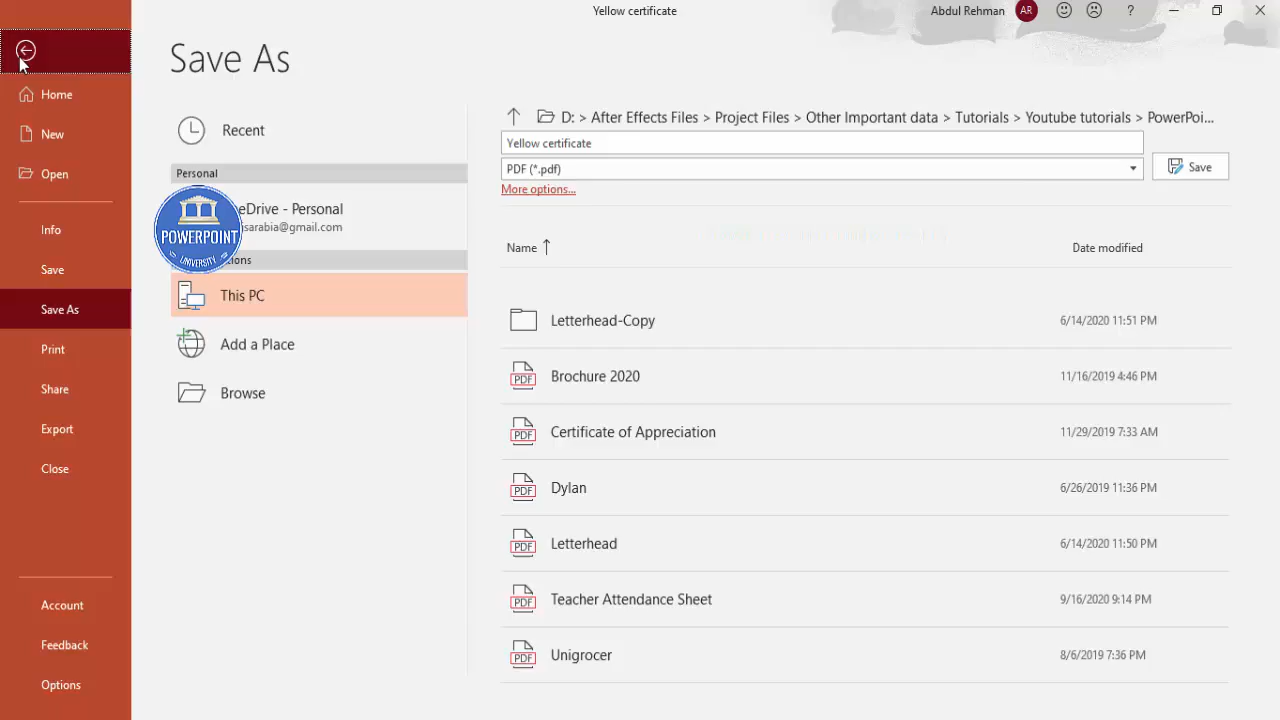 Yellow certificate
Abdul Rehman
AR
?
Save As
Home
New
Open
Info
Save
Save As
Print
Share
Export
Close
Account
Feedback
Options
Recent
Personal
eDrive - Personal
sarabia@gmail.com
POWERPOINT
UNIVERSITY
This PC
Add a Place
Browse
D: > After Effects Files > Project Files > Other Important data > Tutorials > Youtube tutorials > PowerPoi...
Yellow certificate
PDF (*.pdf)
Save
More options...
Name ↑
Date modified
Letterhead-Copy
6/14/2020 11:51 PM
PDF
Brochure 2020
11/16/2019 4:46 PM
PDF
Certificate of Appreciation
11/29/2019 7:33 AM
PDF
Dylan
6/26/2019 11:36 PM
PDF
Letterhead
6/14/2020 11:50 PM
PDF
Teacher Attendance Sheet
9/16/2020 9:14 PM
PDF
Unigrocer
8/6/2019 7:36 PM